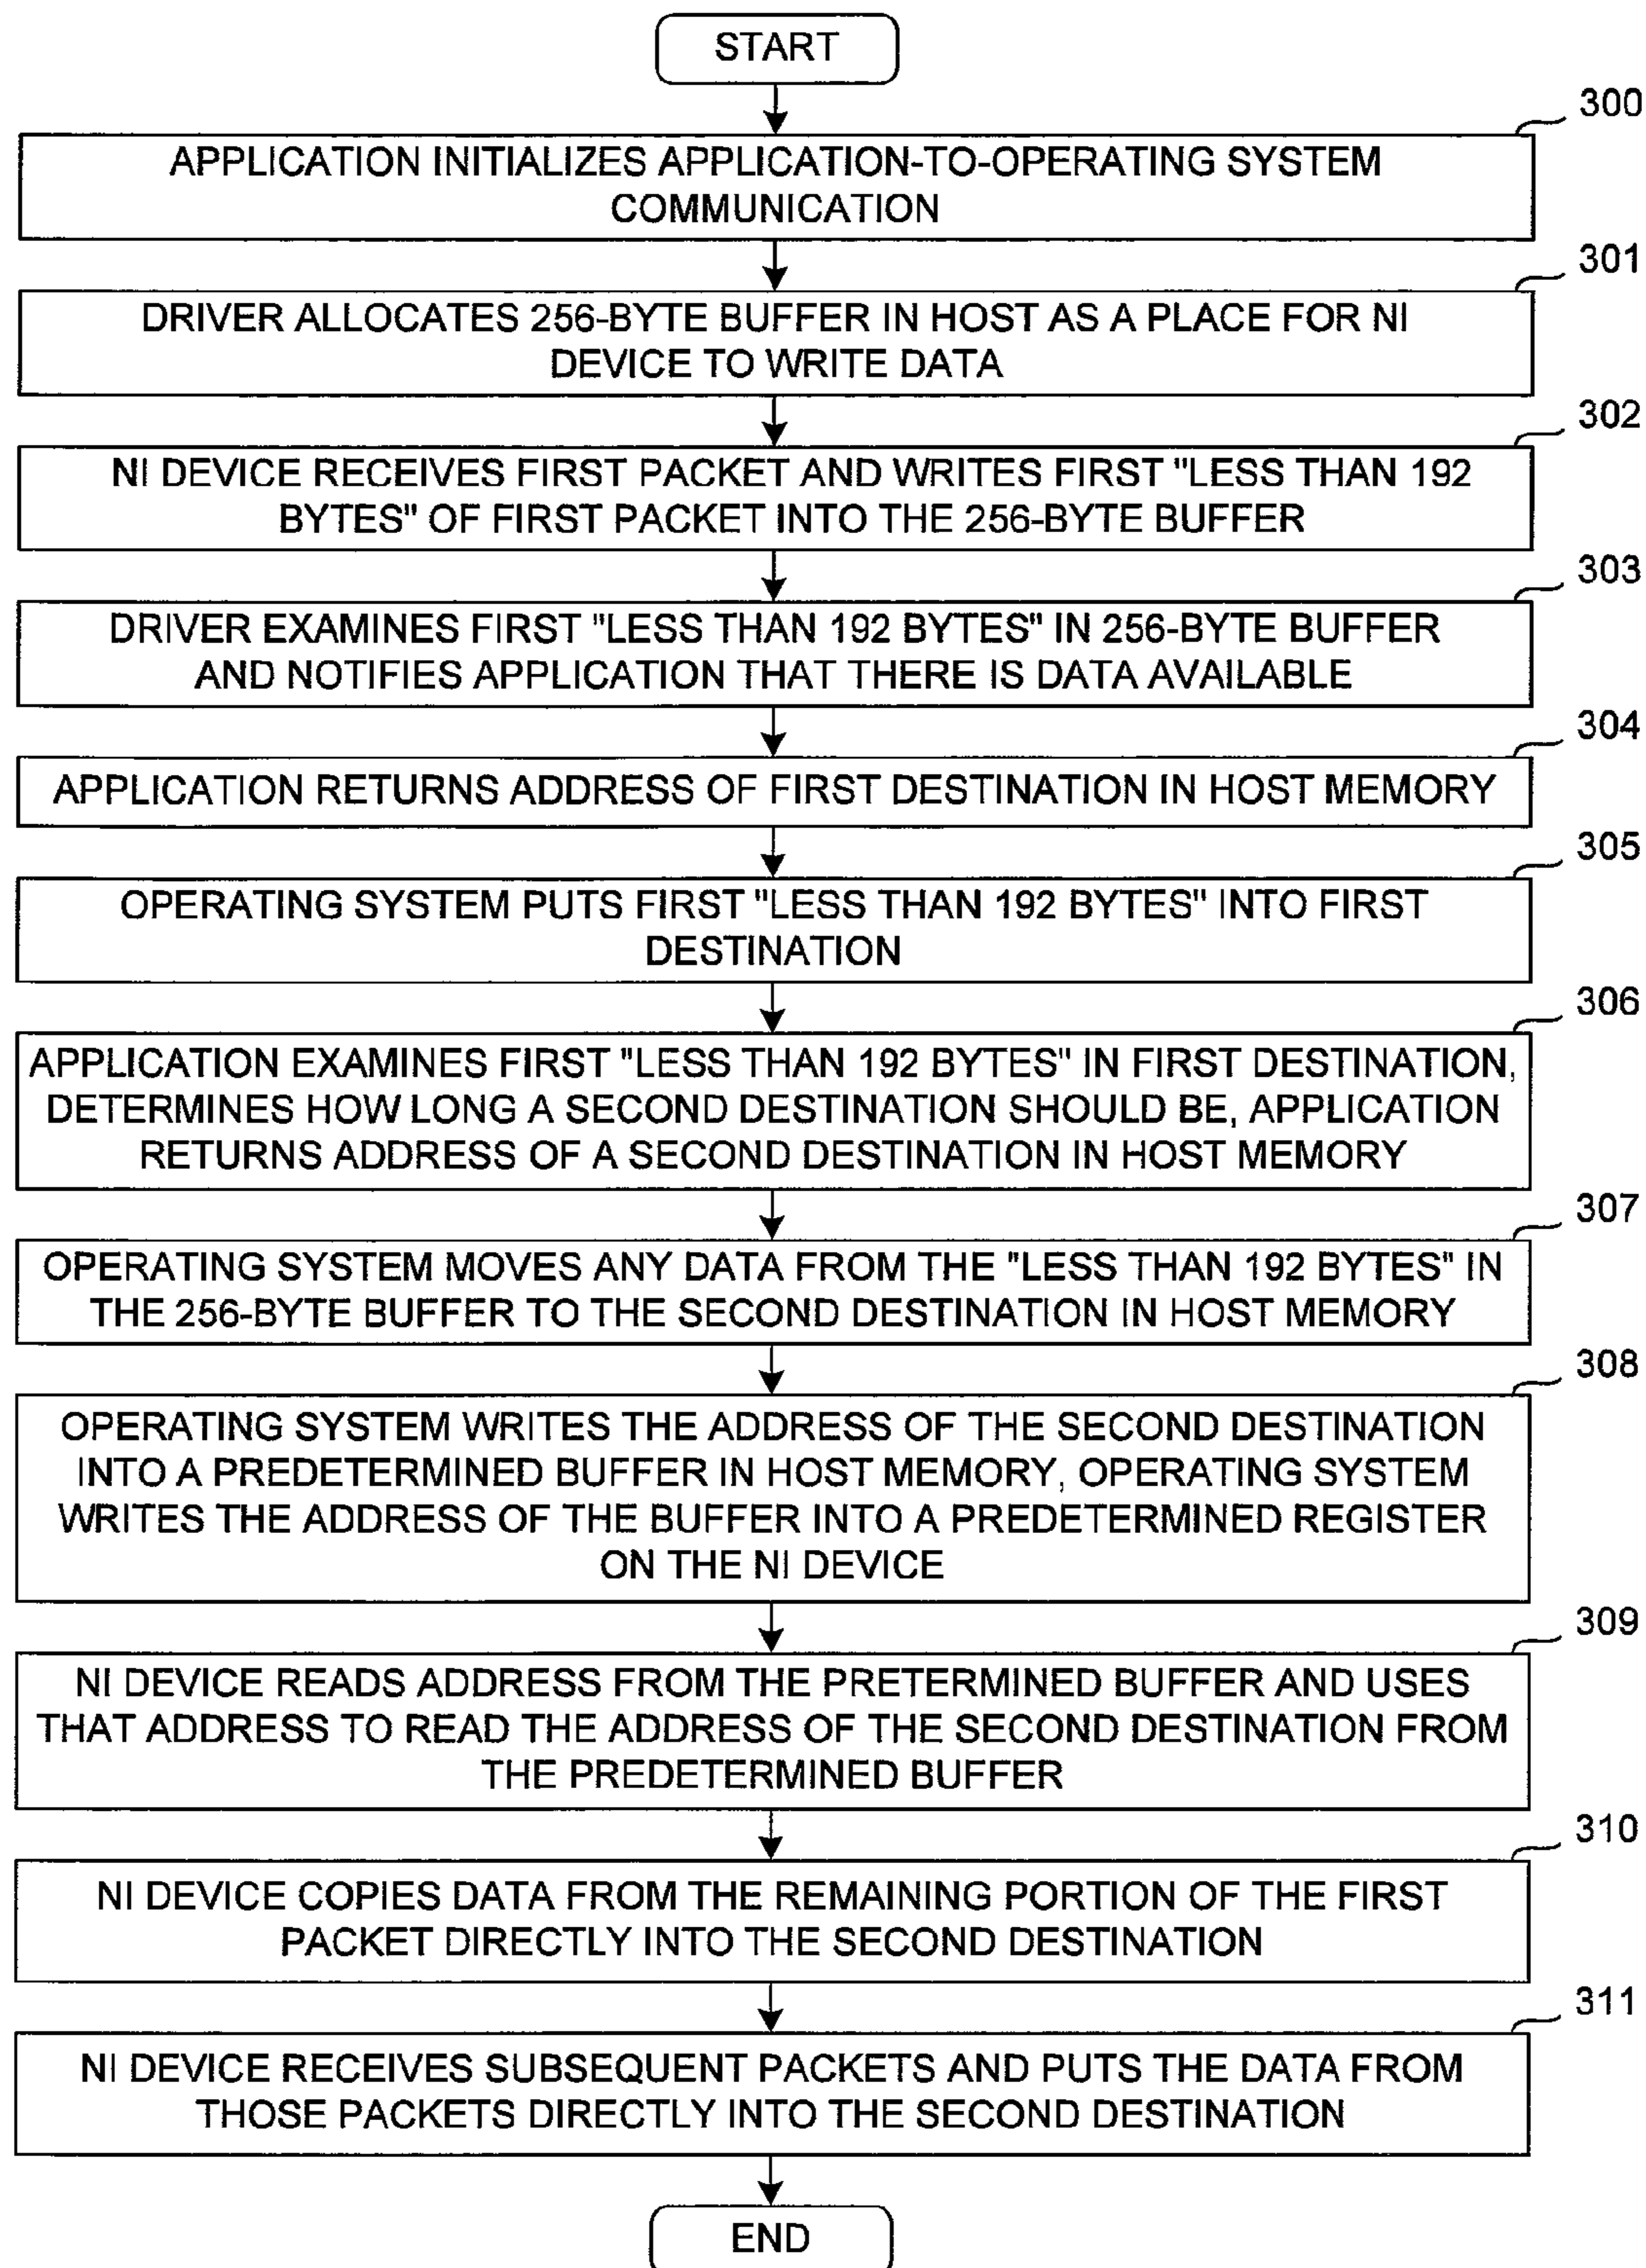 START
300
APPLICATION INITIALIZES APPLICATION-TO-OPERATING SYSTEM
COMMUNICATION
301
DRIVER ALLOCATES 256-BYTE BUFFER IN HOST AS A PLACE FOR NI
DEVICE TO WRITE DATA
302
NI DEVICE RECEIVES FIRST PACKET AND WRITES FIRST "LESS THAN 192
BYTES" OF FIRST PACKET INTO THE 256-BYTE BUFFER
303
DRIVER EXAMINES FIRST "LESS THAN 192 BYTES" IN 256-BYTE BUFFER
AND NOTIFIES APPLICATION THAT THERE IS DATA AVAILABLE
304
APPLICATION RETURNS ADDRESS OF FIRST DESTINATION IN HOST MEMORY
305
OPERATING SYSTEM PUTS FIRST "LESS THAN 192 BYTES" INTO FIRST
DESTINATION
306
APPLICATION EXAMINES FIRST "LESS THAN 192 BYTES" IN FIRST DESTINATION,
DETERMINES HOW LONG A SECOND DESTINATION SHOULD BE, APPLICATION
RETURNS ADDRESS OF A SECOND DESTINATION IN HOST MEMORY
307
OPERATING SYSTEM MOVES ANY DATA FROM THE "LESS THAN 192 BYTES" IN
THE 256-BYTE BUFFER TO THE SECOND DESTINATION IN HOST MEMORY
308
OPERATING SYSTEM WRITES THE ADDRESS OF THE SECOND DESTINATION
INTO A PREDETERMINED BUFFER IN HOST MEMORY, OPERATING SYSTEM
WRITES THE ADDRESS OF THE BUFFER INTO A PREDETERMINED REGISTER
ON THE NI DEVICE
309
NI DEVICE READS ADDRESS FROM THE PRETERMINED BUFFER AND USES
THAT ADDRESS TO READ THE ADDRESS OF THE SECOND DESTINATION FROM
THE PREDETERMINED BUFFER
310
NI DEVICE COPIES DATA FROM THE REMAINING PORTION OF THE FIRST
PACKET DIRECTLY INTO THE SECOND DESTINATION
311
NI DEVICE RECEIVES SUBSEQUENT PACKETS AND PUTS THE DATA FROM
THOSE PACKETS DIRECTLY INTO THE SECOND DESTINATION
END